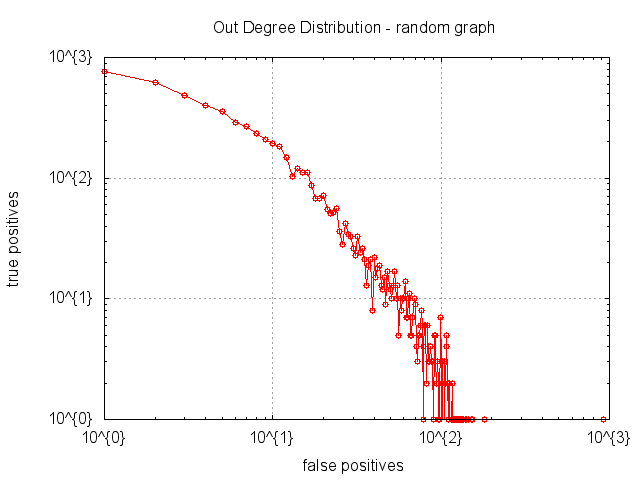 Out Degree Distribution - random graph
10^{3}
10^{2}
10^{1}
10^{0}
true positives
10^{0}
10^{1}
10^{2}
10^{3}
false positives